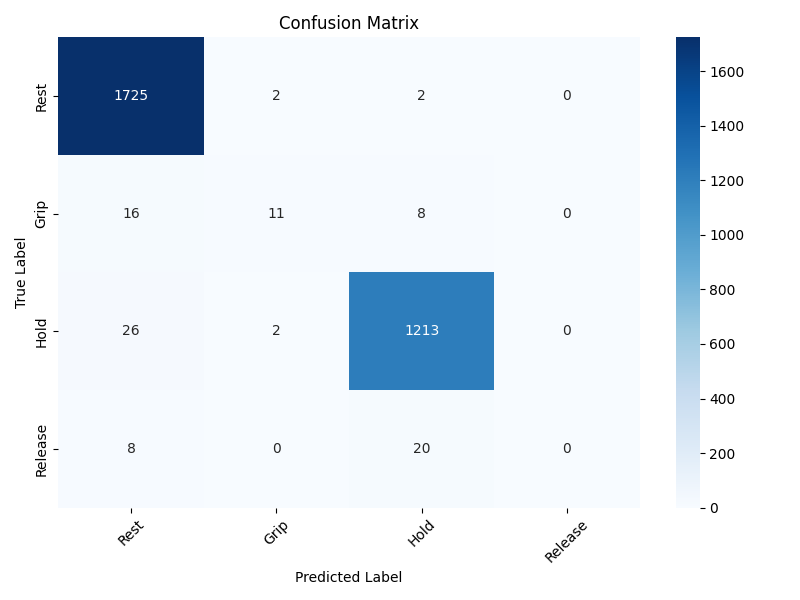 Confusion Matrix
True Label
Rest 1725 2 2 0
Grip 16 11 8 0
Hold 26 2 1213 0
Release 8 0 20 0
Rest Grip Hold Release
Predicted Label
1600
1400
1200
1000
800
600
400
200
0